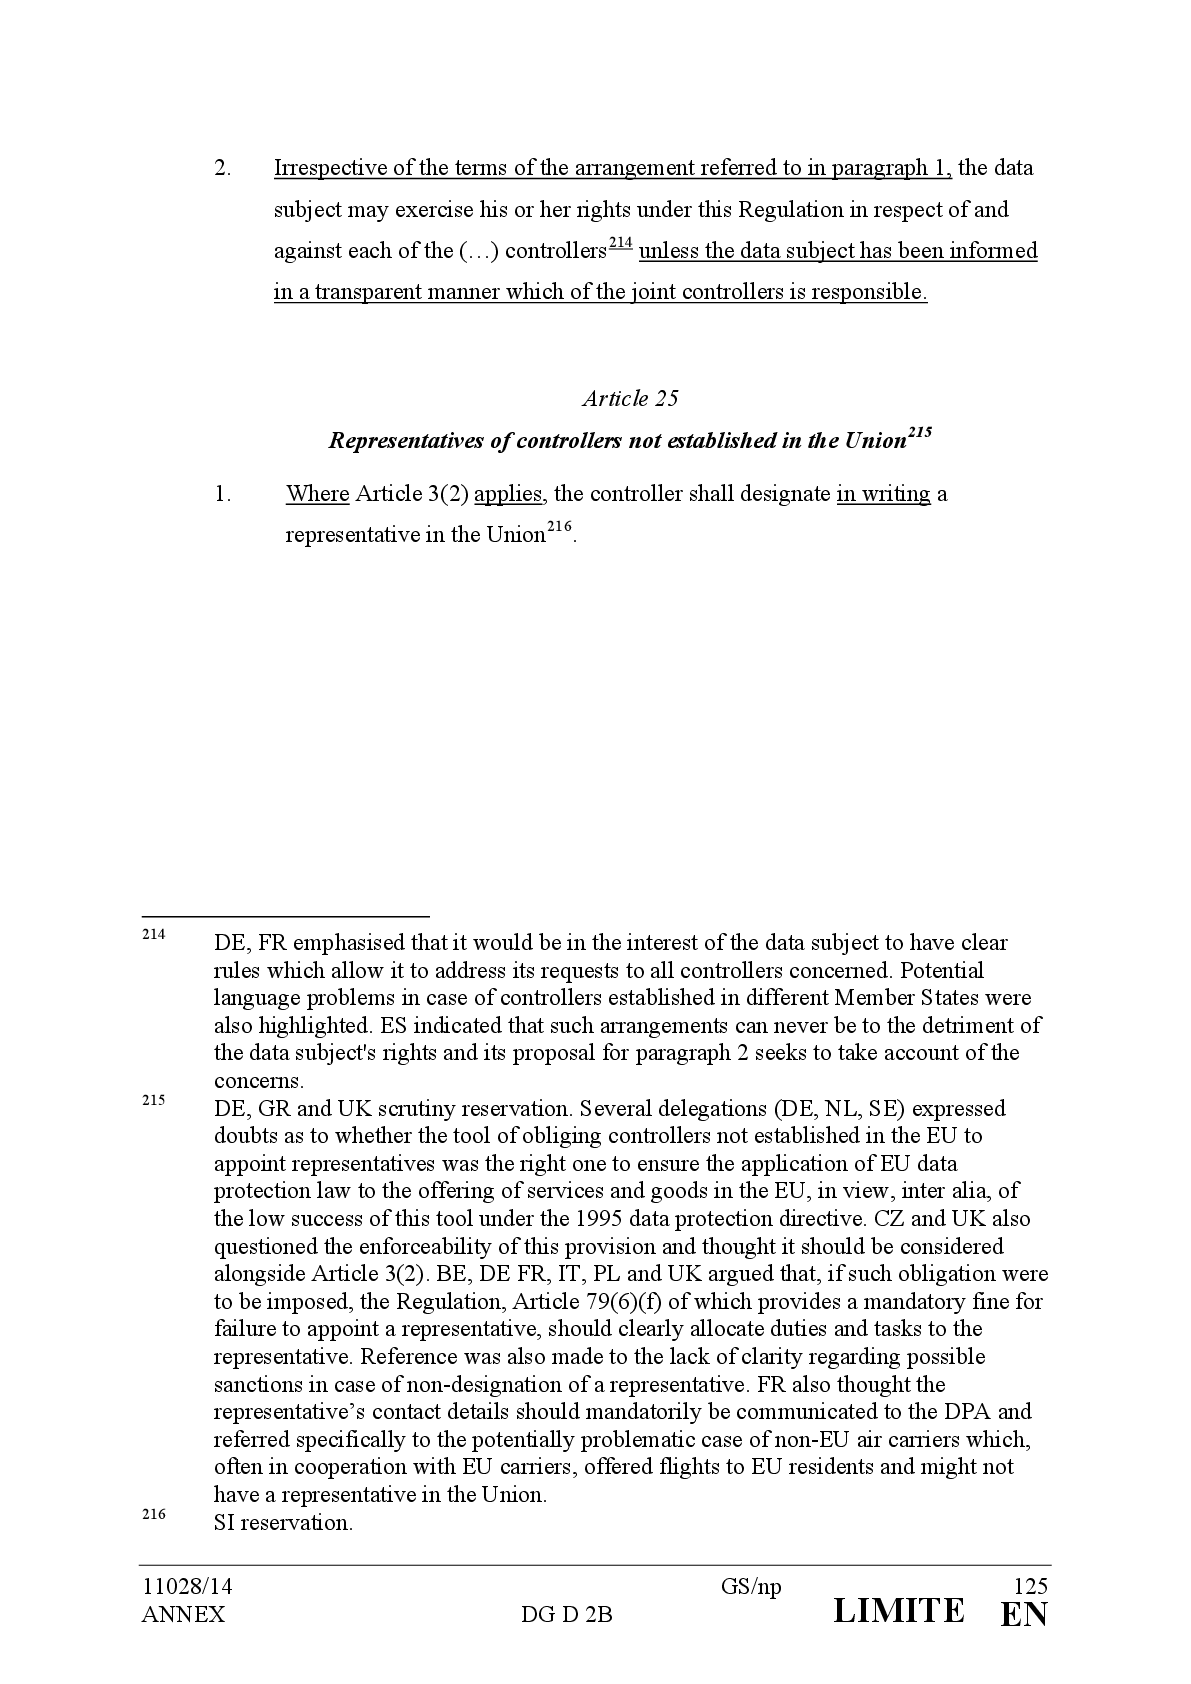 2. Irrespective of the terms of the arrangement referred to in paragraph 1, the data
subject may exercise his or her rights under this Regulation in respect of and
against each of the (…) controllers214 unless the data subject has been informed
in a transparent manner which of the joint controllers is responsible.
Article 25
Representatives of controllers not established in the Union215
1. Where Article 3(2) applies, the controller shall designate in writing a
representative in the Union216.
214 DE, FR emphasised that it would be in the interest of the data subject to have clear
rules which allow it to address its requests to all controllers concerned. Potential
language problems in case of controllers established in different Member States were
also highlighted. ES indicated that such arrangements can never be to the detriment of
the data subject's rights and its proposal for paragraph 2 seeks to take account of the
concerns.
215 DE, GR and UK scrutiny reservation. Several delegations (DE, NL, SE) expressed
doubts as to whether the tool of obliging controllers not established in the EU to
appoint representatives was the right one to ensure the application of EU data
protection law to the offering of services and goods in the EU, in view, inter alia, of
the low success of this tool under the 1995 data protection directive. CZ and UK also
questioned the enforceability of this provision and thought it should be considered
alongside Article 3(2). BE, DE FR, IT, PL and UK argued that, if such obligation were
to be imposed, the Regulation, Article 79(6)(f) of which provides a mandatory fine for
failure to appoint a representative, should clearly allocate duties and tasks to the
representative. Reference was also made to the lack of clarity regarding possible
sanctions in case of non-designation of a representative. FR also thought the
representative’s contact details should mandatorily be communicated to the DPA and
referred specifically to the potentially problematic case of non-EU air carriers which,
often in cooperation with EU carriers, offered flights to EU residents and might not
have a representative in the Union.
216 SI reservation.
11028/14 GS/np 125
ANNEX DG D 2B LIMITE EN